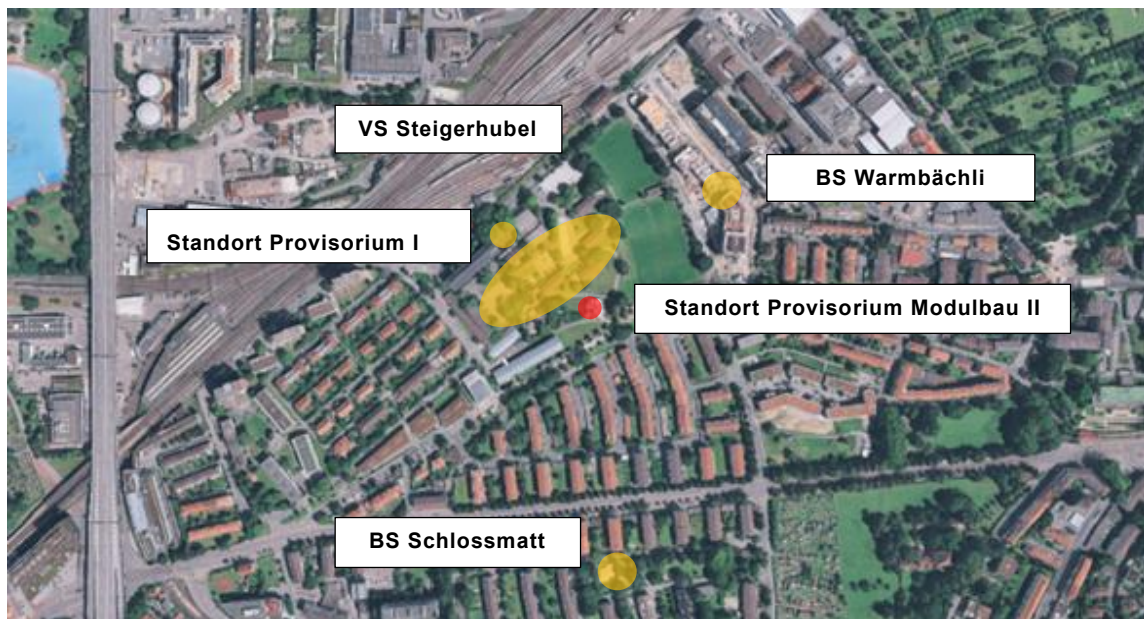 VS Steigerhubel
BS Warmbächli
Standort Provisorium I
Standort Provisorium Modulbau II
BS Schlossmatt